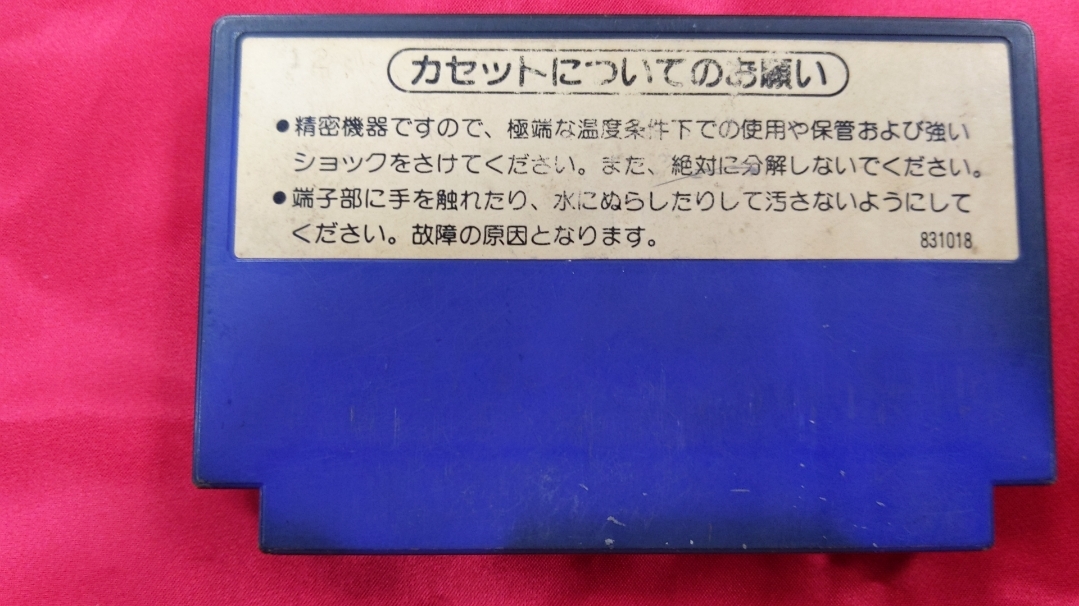 カセットについてのお願い
●精密機器ですので、極端な温度条件下での使用や保管および強い
ショックをさけてください。また、絶対に分解しないでください。
●端子部に手を触れたり、水にぬらしたりして汚さないようにして
ください。故障の原因となります。
831018